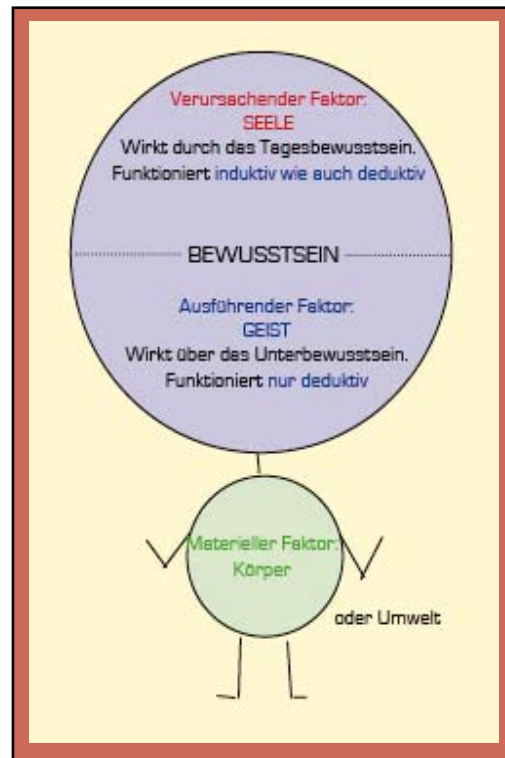 Verursachender Faktor:
SEELE
Wirkt durch das Tagesbewusstsein.
Funktioniert induktiv wie auch deduktiv
BEWUSSTSEIN
Ausführender Faktor:
GEIST
Wirkt über das Unterbewusstsein.
Funktioniert nur deduktiv
Materieller Faktor:
Körper
oder Umwelt